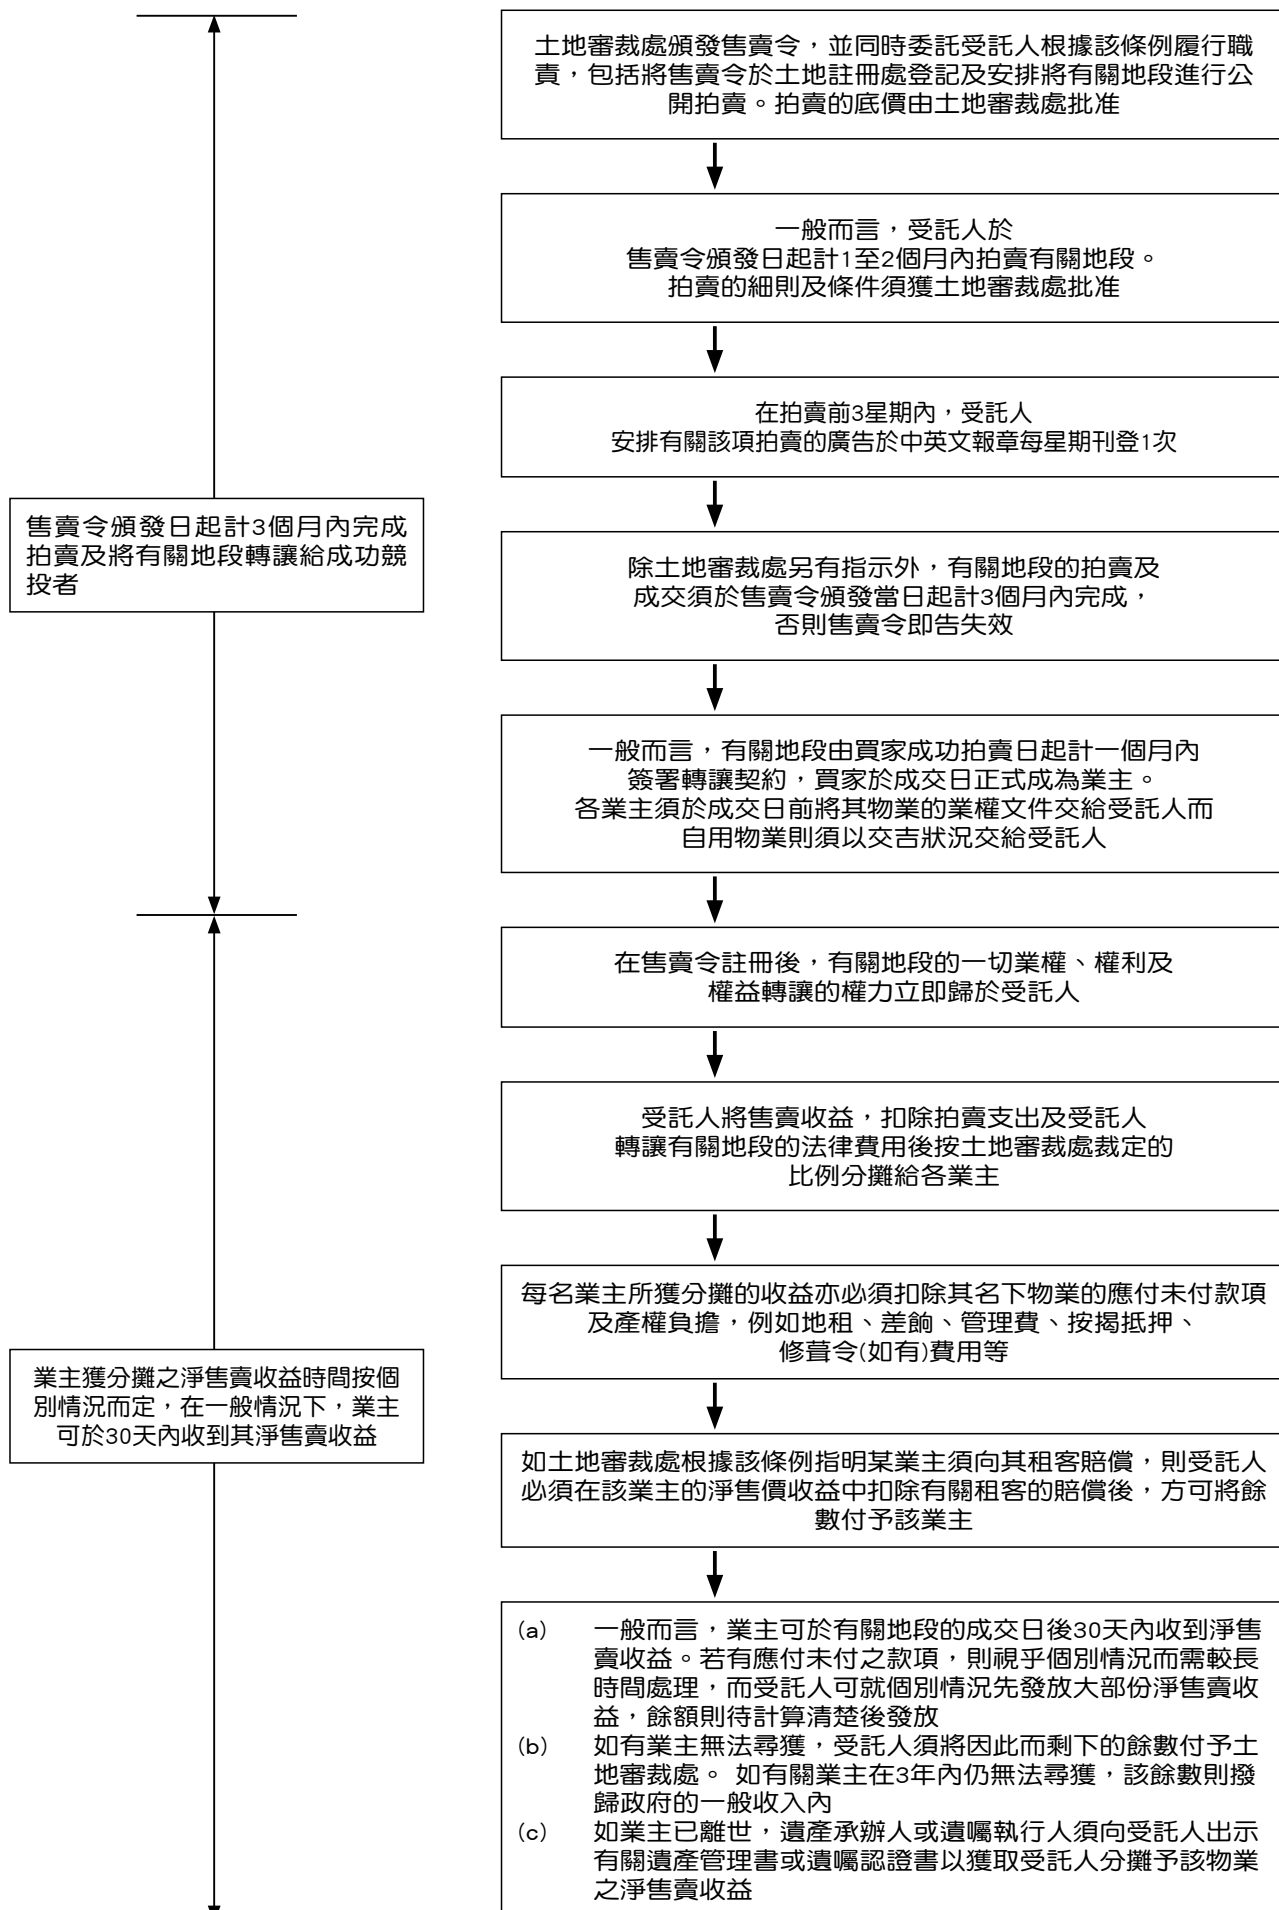 土地審裁處頒發售賣令，並同時委託受託人根據該條例履行職
責，包括將售賣令於土地註冊處登記及安排將有關地段進行公
開拍賣。拍賣的底價由土地審裁處批准
一般而言，受託人於
售賣令頒發日起計1至2個月內拍賣有關地段。
拍賣的細則及條件須獲土地審裁處批准
在拍賣前3星期內，受託人
安排有關該項拍賣的廣告於中英文報章每星期刊登1次
售賣令頒發日起計3個月內完成
拍賣及將有關地段轉讓給成功競
投者
除土地審裁處另有指示外，有關地段的拍賣及
成交須於售賣令頒發當日起計3個月內完成，
否則售賣令即告失效
一般而言，有關地段由買家成功拍賣日起計一個月內
簽署轉讓契約，買家於成交日正式成為業主。
各業主須於成交日前將其物業的業權文件交給受託人而
自用物業則須以交吉狀況交給受託人
在售賣令註冊後，有關地段的一切業權、權利及
權益轉讓的權力立即歸於受託人
受託人將售賣收益，扣除拍賣支出及受託人
轉讓有關地段的法律費用後按土地審裁處裁定的
比例分攤給各業主
每名業主所獲分攤的收益亦必須扣除其名下物業的應付未付款項
及產權負擔，例如地租、差餉、管理費、按揭抵押、
修葺令(如有)費用等
業主獲分攤之淨售賣收益時間按個
別情況而定，在一般情況下，業主
可於30天內收到其淨售賣收益
如土地審裁處根據該條例指明某業主須向其租客賠償，則受託人
必須在該業主的淨售價收益中扣除有關租客的賠償後，方可將餘
數付予該業主
(a) 一般而言，業主可於有關地段的成交日後30天內收到淨售
賣收益。若有應付未付之款項，則視乎個別情況而需較長
時間處理，而受託人可就個別情況先發放大部份淨售賣收
益，餘額則待計算清楚後發放
(b) 如有業主無法尋獲，受託人須將因此而剩下的餘數付予土
地審裁處。 如有關業主在3年內仍無法尋獲，該餘數則撥
歸政府的一般收入內
(c) 如業主已離世，遺產承辦人或遺囑執行人須向受託人出示
有關遺產管理書或遺囑認證書以獲取受託人分攤予該物業
之淨售賣收益